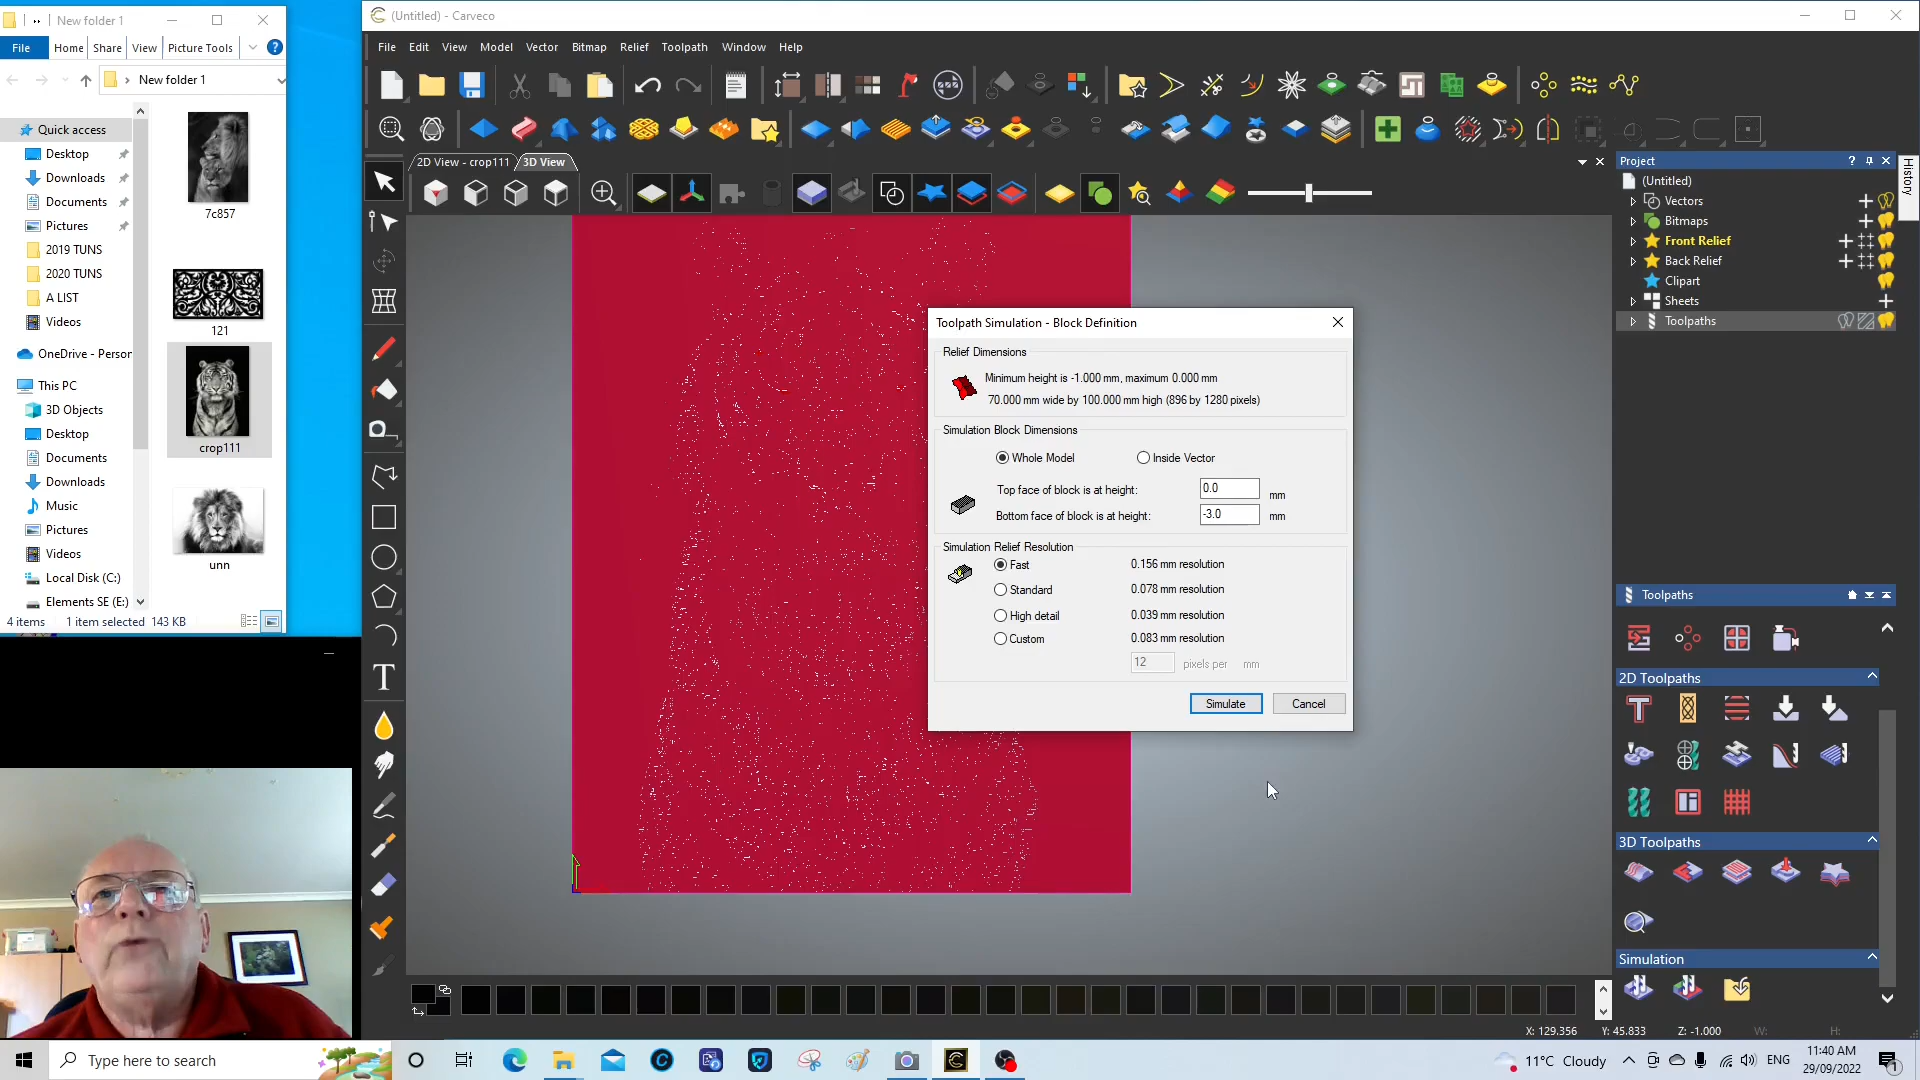 New folder 1
File
Home
Share
View
Picture Tools
New folder 1
Quick access
Desktop
Downloads
Documents
Pictures
2019 TUNS
2020 TUNS
A LIST
Videos
OneDrive - Person
This PC
3D Objects
Desktop
Documents
Downloads
Music
Pictures
Videos
Local Disk (C:)
Elements SE (E:)
7c857
121
crop111
unn
4 items 1 item selected 143 KB
(Untitled) - Carveco
File Edit View Model Vector Bitmap Relief Toolpath Window Help
2D View - crop111 3D View
Toolpath Simulation - Block Definition
Relief Dimensions
Minimum height is -1.000 mm, maximum 0.000 mm
70.000 mm wide by 100.000 mm high (896 by 1280 pixels)
Simulation Block Dimensions
Whole Model Inside Vector
Top face of block is at height: 0.0 mm
Bottom face of block is at height: -3.0 mm
Simulation Relief Resolution
Fast 0.156 mm resolution
Standard 0.078 mm resolution
High detail 0.039 mm resolution
Custom 0.083 mm resolution
12 pixels per mm
Simulate Cancel
Project
History
(Untitled)
Vectors
Bitmaps
Front Relief
Back Relief
Clipart
Sheets
Toolpaths
Toolpaths
2D Toolpaths
3D Toolpaths
Simulation
X: 129.356 Y: 45.833 Z: -1.000 W: H:
Type here to search
11°C Cloudy
ENG
11:40 AM
29/09/2022
1